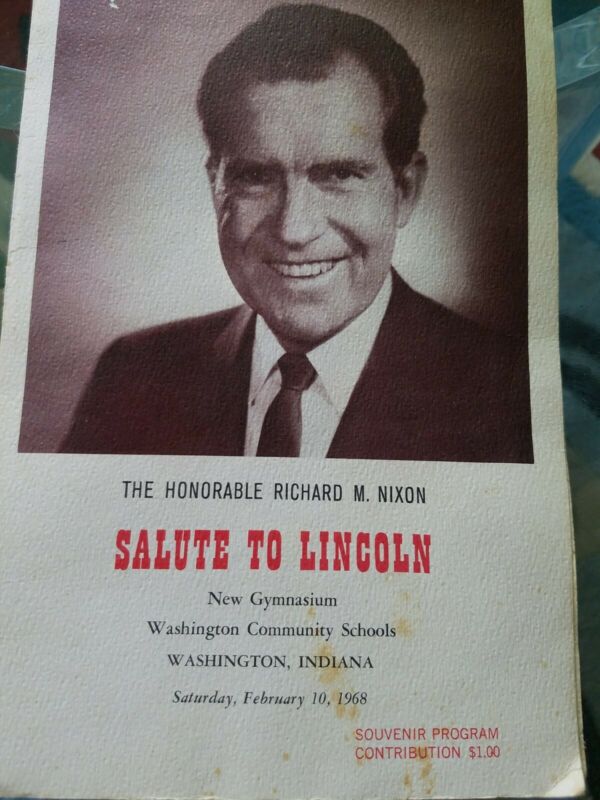 THE HONORABLE RICHARD M. NIXON
SALUTE TO LINCOLN
New Gymnasium
Washington Community Schools
WASHINGTON, INDIANA
Saturday, February 10, 1968
SOUVENIR PROGRAM
CONTRIBUTION $1.00